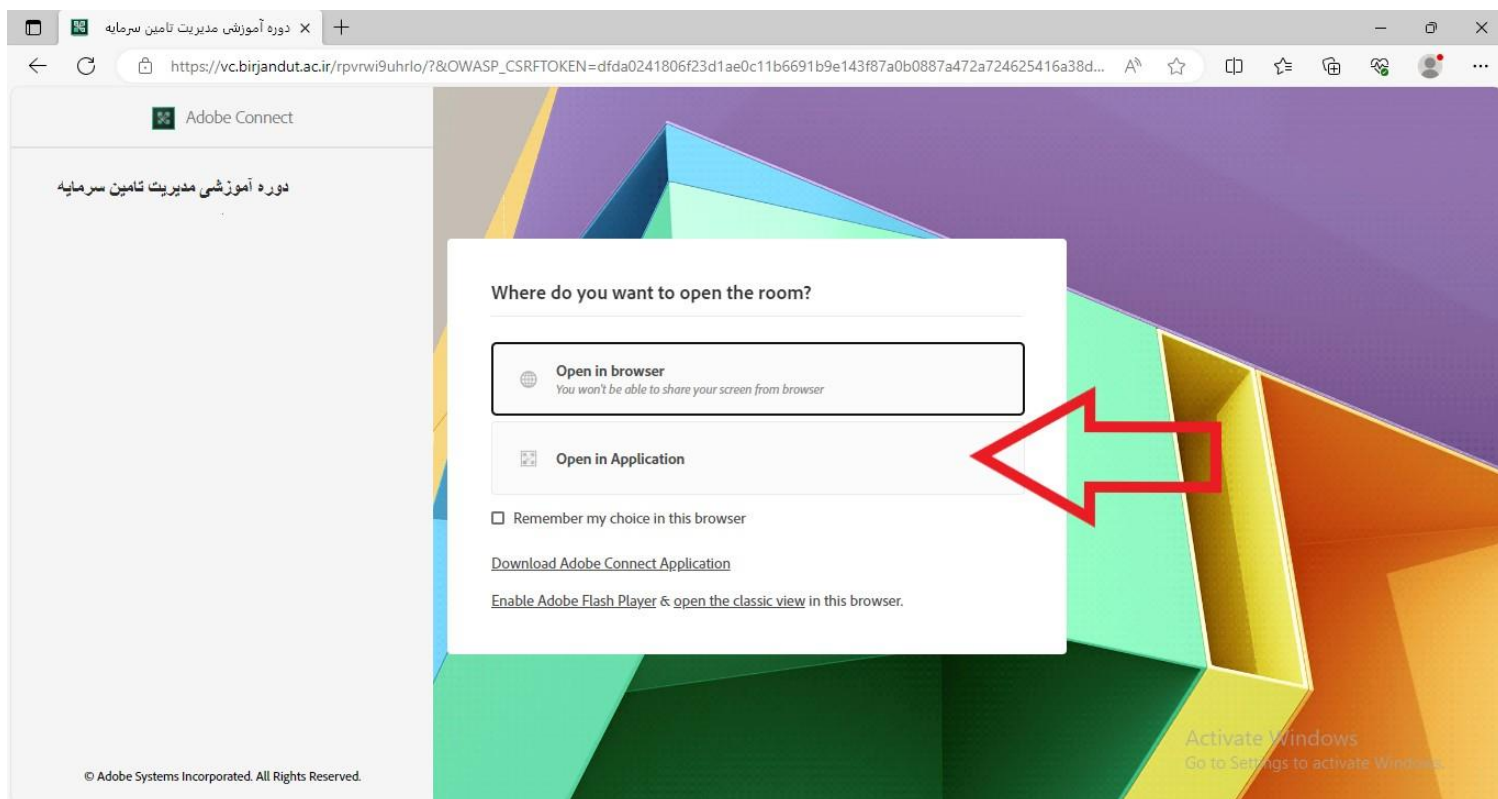 دوره آموزشی مدیریت تامین سرمایه
https://vc.birjandut.ac.ir/rpvrwi9uhrlo/?&OWASP_CSRFTOKEN=dfda0241806f23d1ae0c11b6691b9e143f87a0b0887a472a724625416a38d...
Adobe Connect
دوره آموزشی مدیریت تامین سرمایه
Where do you want to open the room?
Open in browser
You won't be able to share your screen from browser
Open in Application
Remember my choice in this browser
Download Adobe Connect Application
Enable Adobe Flash Player & open the classic view in this browser.
Activate Windows
Go to Settings to activate Windows.
© Adobe Systems Incorporated. All Rights Reserved.